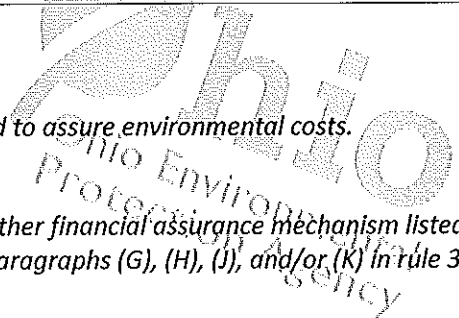 d to assure environmental costs.
ther financial assurance mechanism listed
aragraphs (G), (H), (J), and/or (K) in rule 3
Ohio
Ohio Environmental
Protection Agency